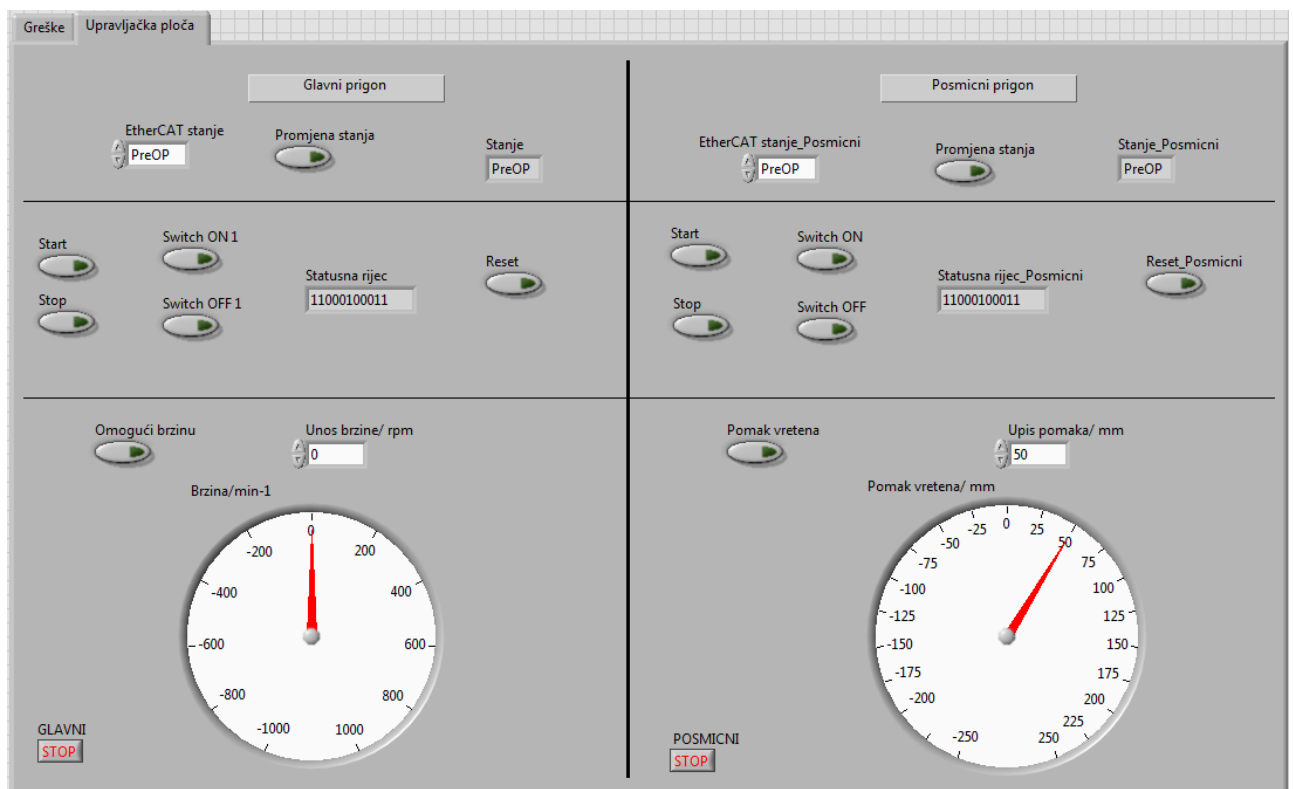 Greške
Upravljačka ploča
Glavni prigon
EtherCAT stanje
PreOP
Promjena stanja
Stanje
PreOP
Start
Switch ON 1
Stop
Switch OFF 1
Statusna rijec
11000100011
Reset
Omogući brzinu
Unos brzine/ rpm
0
Brzina/min-1
0
-200
200
-400
400
-600
600
-800
800
-1000
1000
GLAVNI
STOP
Posmicni prigon
EtherCAT stanje_Posmicni
PreOP
Promjena stanja
Stanje_Posmicni
PreOP
Start
Switch ON
Stop
Switch OFF
Statusna rijec_Posmicni
11000100011
Reset_Posmicni
Pomak vretena
Upis pomaka/ mm
50
Pomak vretena/ mm
0
-25
25
-50
50
-75
75
-100
100
-125
125
-150
150
-175
175
-200
200
225
-250
250
POSMICNI
STOP